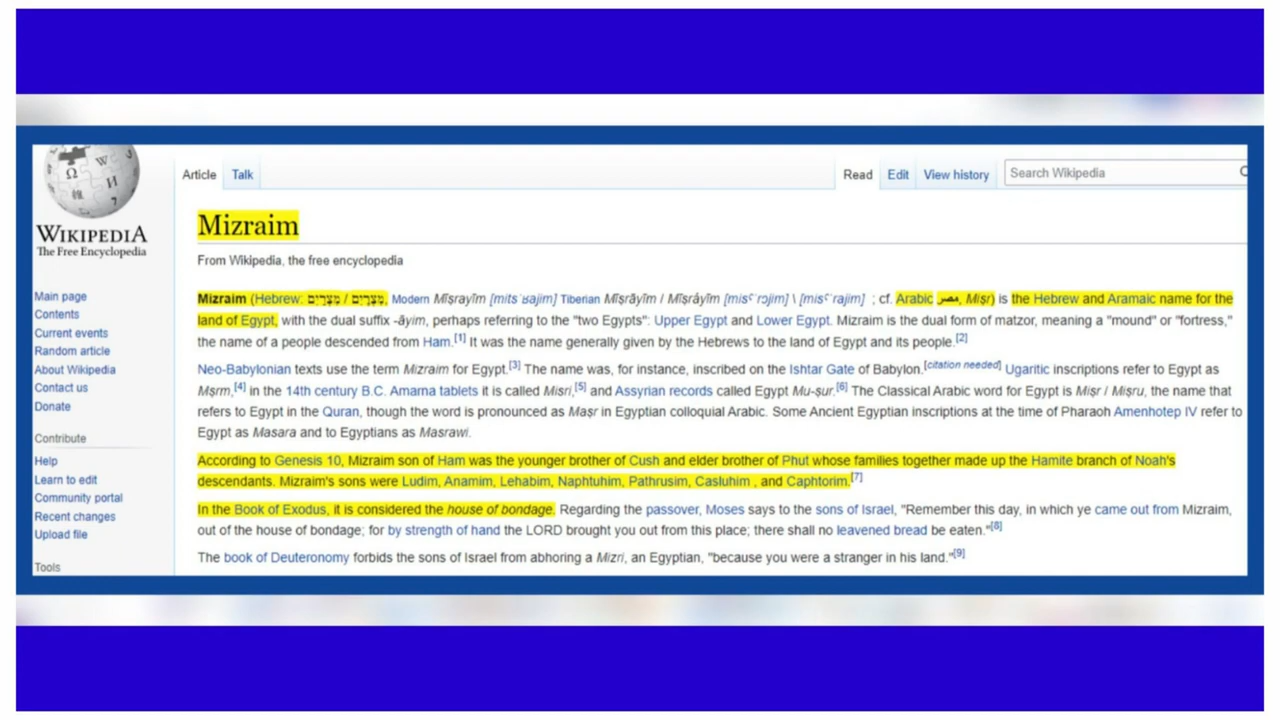 Article Talk Read Edit View history Search Wikipedia
WIKIPEDIA
The Free Encyclopedia
Main page
Contents
Current events
Random article
About Wikipedia
Contact us
Donate
Contribute
Help
Learn to edit
Community portal
Recent changes
Upload file
Tools
Mizraim
From Wikipedia, the free encyclopedia
Mizraim (Hebrew: מִצְרַיִם / מִצְרָיִם, Modern Mīṣrayīm [mitsˈʁajim] Tiberian Mīṣrāyīm / Mīṣráyīm [misˤˈrɔjim] \ [misˤˈrajim] ; cf. Arabic مصر, Miṣr) is the Hebrew and Aramaic name for the
land of Egypt, with the dual suffix -āyim, perhaps referring to the "two Egypts": Upper Egypt and Lower Egypt. Mizraim is the dual form of matzor, meaning a "mound" or "fortress,"
the name of a people descended from Ham.[1] It was the name generally given by the Hebrews to the land of Egypt and its people.[2]
Neo-Babylonian texts use the term Mizraim for Egypt.[3] The name was, for instance, inscribed on the Ishtar Gate of Babylon.[citation needed] Ugaritic inscriptions refer to Egypt as
Mṣrm,[4] in the 14th century B.C. Amarna tablets it is called Misri,[5] and Assyrian records called Egypt Mu-ṣur.[6] The Classical Arabic word for Egypt is Miṣr / Miṣru, the name that
refers to Egypt in the Quran, though the word is pronounced as Maṣr in Egyptian colloquial Arabic. Some Ancient Egyptian inscriptions at the time of Pharaoh Amenhotep IV refer to
Egypt as Masara and to Egyptians as Masrawi.
According to Genesis 10, Mizraim son of Ham was the younger brother of Cush and elder brother of Phut whose families together made up the Hamite branch of Noah's
descendants. Mizraim's sons were Ludim, Anamim, Lehabim, Naphtuhim, Pathrusim, Casluhim , and Caphtorim.[7]
In the Book of Exodus, it is considered the house of bondage. Regarding the passover, Moses says to the sons of Israel, "Remember this day, in which ye came out from Mizraim,
out of the house of bondage; for by strength of hand the LORD brought you out from this place; there shall no leavened bread be eaten."[8]
The book of Deuteronomy forbids the sons of Israel from abhoring a Mizri, an Egyptian, "because you were a stranger in his land."[9]